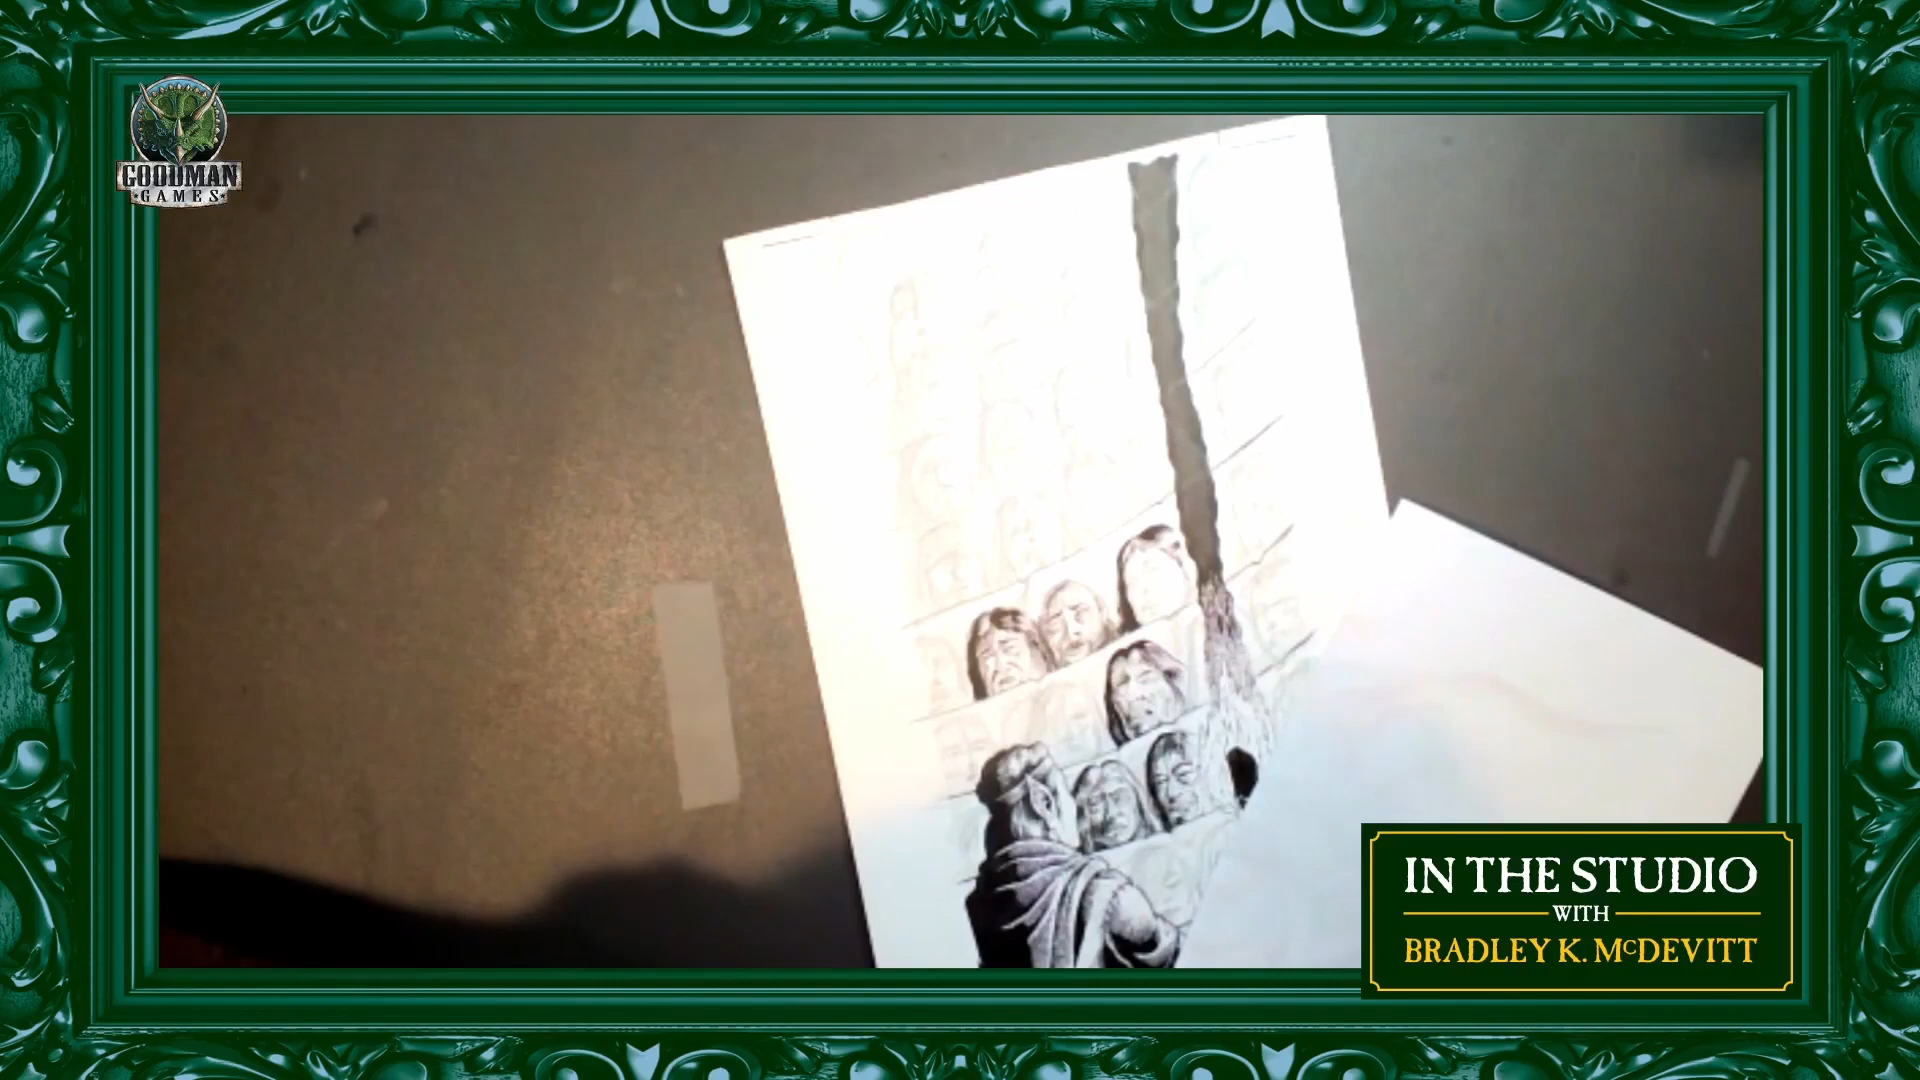 GOODMAN
GAMES
IN THE STUDIO
WITH
BRADLEY K. McDEVITT